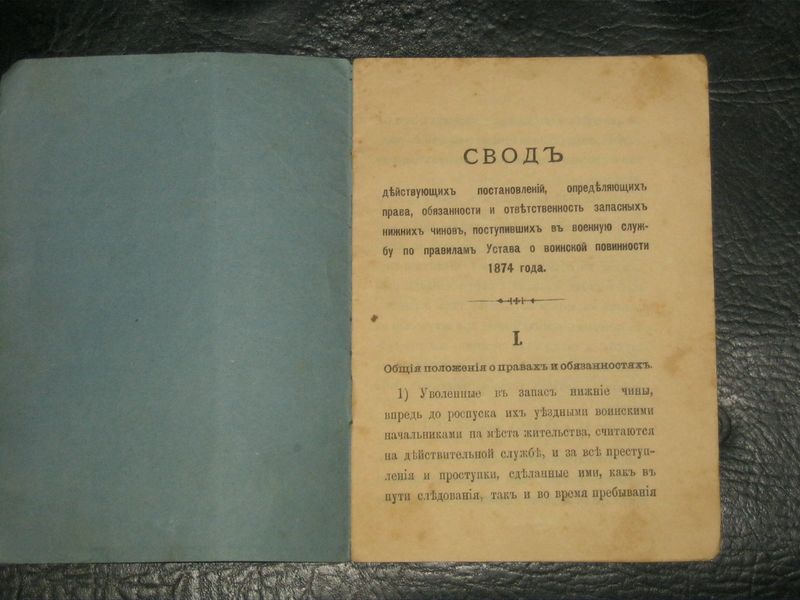 СВОДЪ
дѣйствующихъ постановленій, опредѣляющихъ
права, обязанности и отвѣтственность запасныхъ
нижнихъ чиновъ, поступившихъ въ военную служ-
бу по правиламъ Устава о воинской повинности
1874 года.
I.
Общія положенія о правахъ и обязанностяхъ.
1) Уволенные въ запасъ нижніе чины,
впредь до роспуска ихъ уѣздными воинскими
начальниками на мѣста жительства, считаются
на дѣйствительной службѣ, и за всѣ преступ-
ленія и проступки, сдѣланные ими, какъ въ
пути слѣдованія, такъ и во время пребыванія